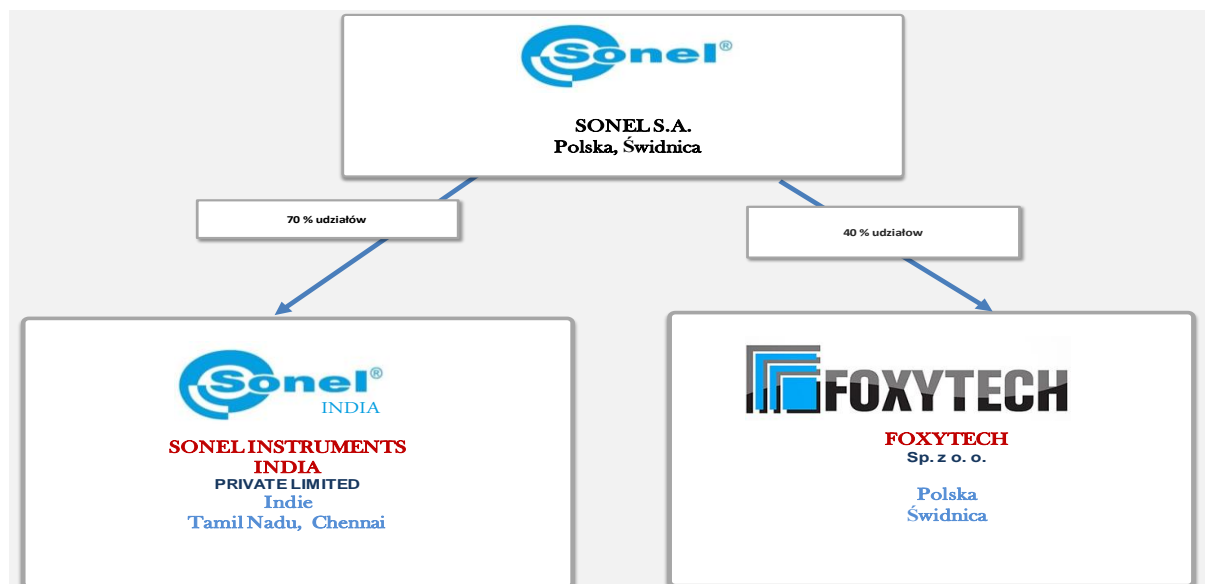 Sonel®
SONEL S.A.
Polska, Świdnica
70 % udziałów
40 % udziałow
Sonel®
INDIA
SONEL INSTRUMENTS
INDIA
PRIVATE LIMITED
Indie
Tamil Nadu, Chennai
FOXYTECH
FOXYTECH
Sp. z o. o.
Polska
Świdnica